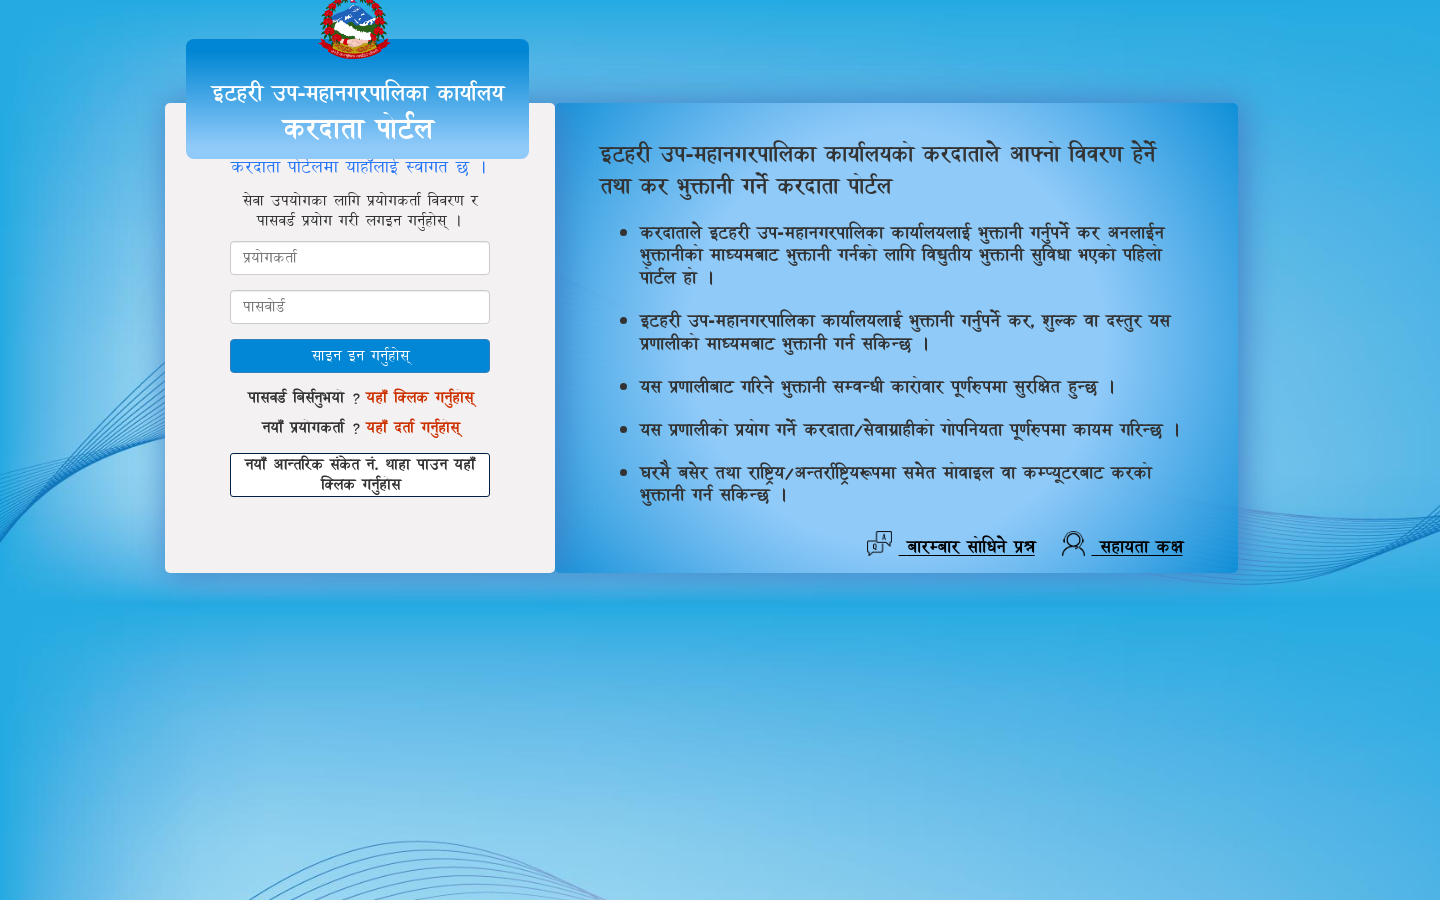 इटहरी उप-महानगरपालिका कार्यालय
करदाता पोर्टल
करदाता पोर्टलमा याहाँलाई स्वागत छ ।
सेवा उपयोगका लागि प्रयोगकर्ता विवरण र
पासवर्ड प्रयोग गरी लगइन गर्नुहोस् ।
प्रयोगकर्ता
पासवोर्ड
साइन इन गर्नुहोस्
पासवर्ड बिर्सनुभयो ? यहाँ क्लिक गर्नुहोस्
नयाँ प्रयोगकर्ता ? यहाँ दर्ता गर्नुहोस्
नयाँ आन्तरिक संकेत नं. थाहा पाउन यहाँ
क्लिक गर्नुहोस
इटहरी उप-महानगरपालिका कार्यालयको करदाताले आफ्नो विवरण हेर्ने
तथा कर भुक्तानी गर्ने करदाता पोर्टल
करदाताले इटहरी उप-महानगरपालिका कार्यालयलाई भुक्तानी गर्नुपर्ने कर अनलाईन
भुक्तानीको माध्यमबाट भुक्तानी गर्नको लागि विद्युतीय भुक्तानी सुविधा भएको पहिलो
पोर्टल हो ।
इटहरी उप-महानगरपालिका कार्यालयलाई भुक्तानी गर्नुपर्ने कर, शुल्क वा दस्तुर यस
प्रणालीको माध्यमबाट भुक्तानी गर्न सकिन्छ ।
यस प्रणालीबाट गरिने भुक्तानी सम्वन्धी कारोवार पूर्णरुपमा सुरक्षित हुन्छ ।
यस प्रणालीको प्रयोग गर्ने करदाता/सेवाग्राहीको गोपनियता पूर्णरुपमा कायम गरिन्छ ।
घरमै बसेर तथा राष्ट्रिय/अन्तर्राष्ट्रियरूपमा समेत मोवाइल वा कम्प्यूटरबाट करको
भुक्तानी गर्न सकिन्छ ।
बारम्बार सोधिने प्रश्न सहायता कक्ष